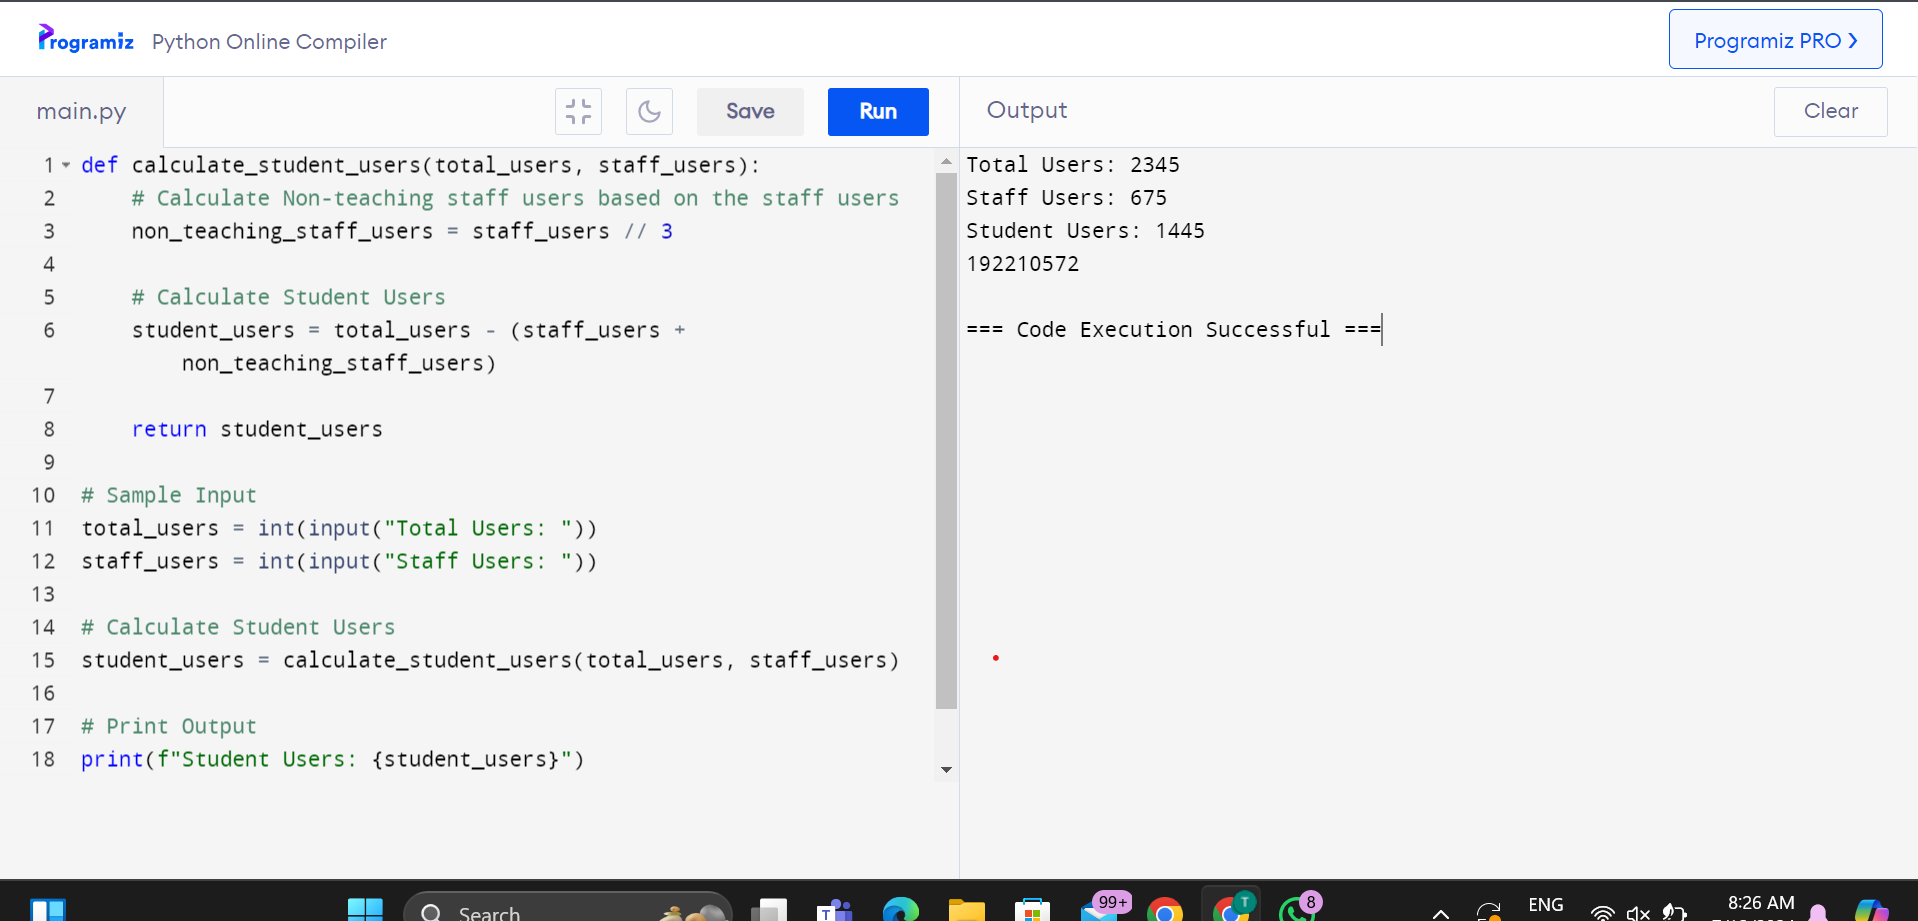 Programiz Python Online Compiler
Programiz PRO ❯
main.py
Save
Run
Output
Clear
1 def calculate_student_users(total_users, staff_users):
2 # Calculate Non-teaching staff users based on the staff users
3 non_teaching_staff_users = staff_users // 3
4
5 # Calculate Student Users
6 student_users = total_users - (staff_users +
non_teaching_staff_users)
7
8 return student_users
9
10 # Sample Input
11 total_users = int(input("Total Users: "))
12 staff_users = int(input("Staff Users: "))
13
14 # Calculate Student Users
15 student_users = calculate_student_users(total_users, staff_users)
16
17 # Print Output
18 print(f"Student Users: {student_users}")
Total Users: 2345
Staff Users: 675
Student Users: 1445
192210572
=== Code Execution Successful ===
Search
T
99+
T
8
ENG
8:26 AM